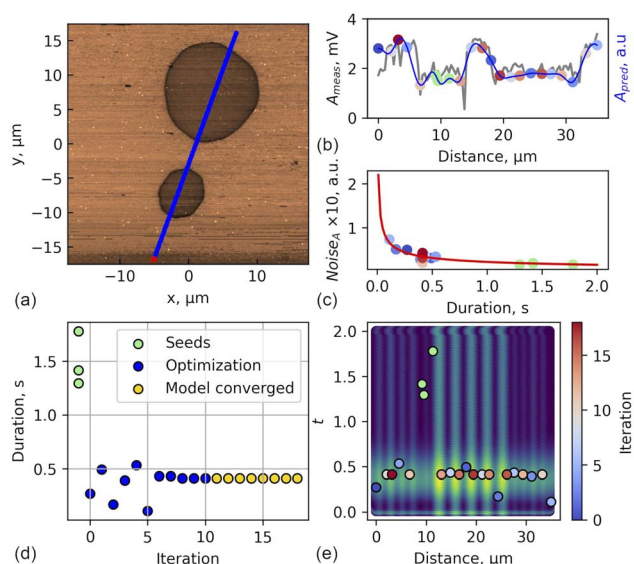 15
10
5
0
−5
−10
−15
y, µm
−10
0
10
x, µm
(a)
4
2
0
A_meas, mV
A_pred, a.u
0
10
20
30
Distance, µm
(b)
2
1
Noise_A ×10, a.u.
0.0
0.5
1.0
1.5
2.0
Duration, s
(c)
1.5
1.0
0.5
Duration, s
Seeds
Optimization
Model converged
0
5
10
15
Iteration
(d)
2.0
1.5
1.0
0.5
0.0
t
0
10
20
30
Distance, µm
(e)
15
10
5
0
Iteration